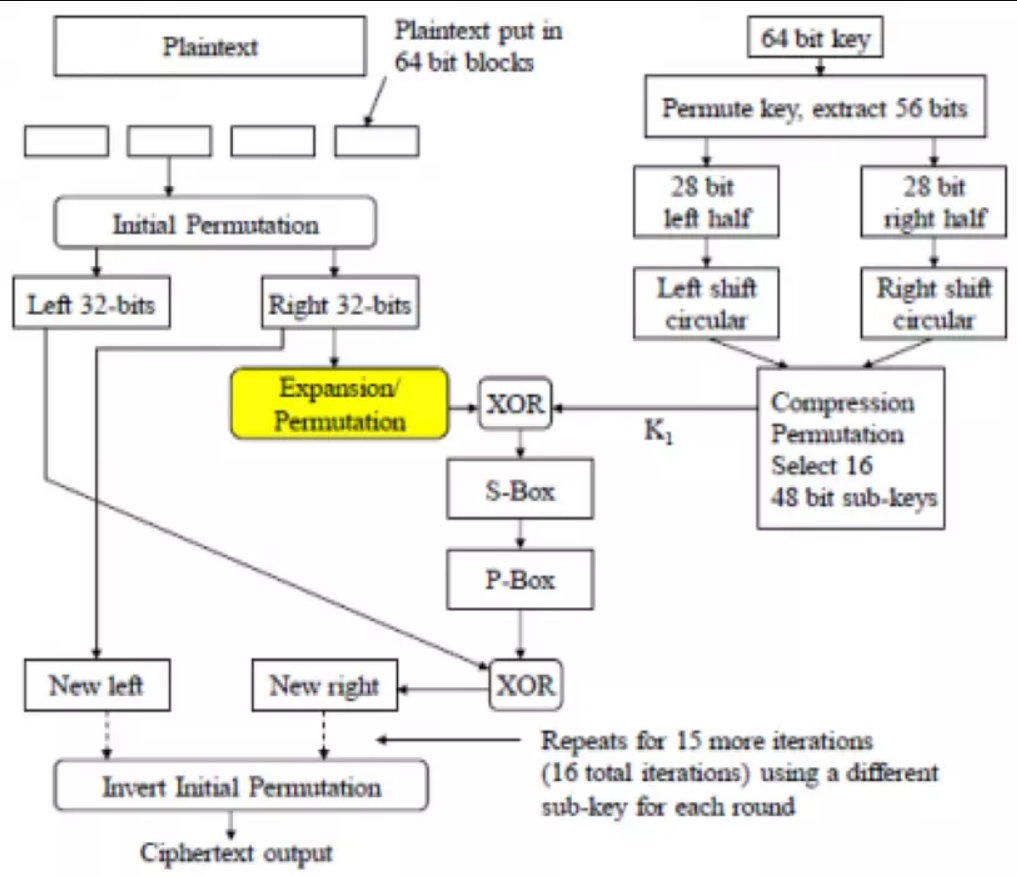 Plaintext
Plaintext put in
64 bit blocks
64 bit key
Permute key, extract 56 bits
28 bit
left half
28 bit
right half
Initial Permutation
Left 32-bits
Right 32-bits
Left shift
circular
Right shift
circular
Expansion/
Permutation
XOR
K₁
Compression
Permutation
Select 16
48 bit sub-keys
S-Box
P-Box
New left
New right
XOR
Repeats for 15 more iterations
(16 total iterations) using a different
sub-key for each round
Invert Initial Permutation
Ciphertext output